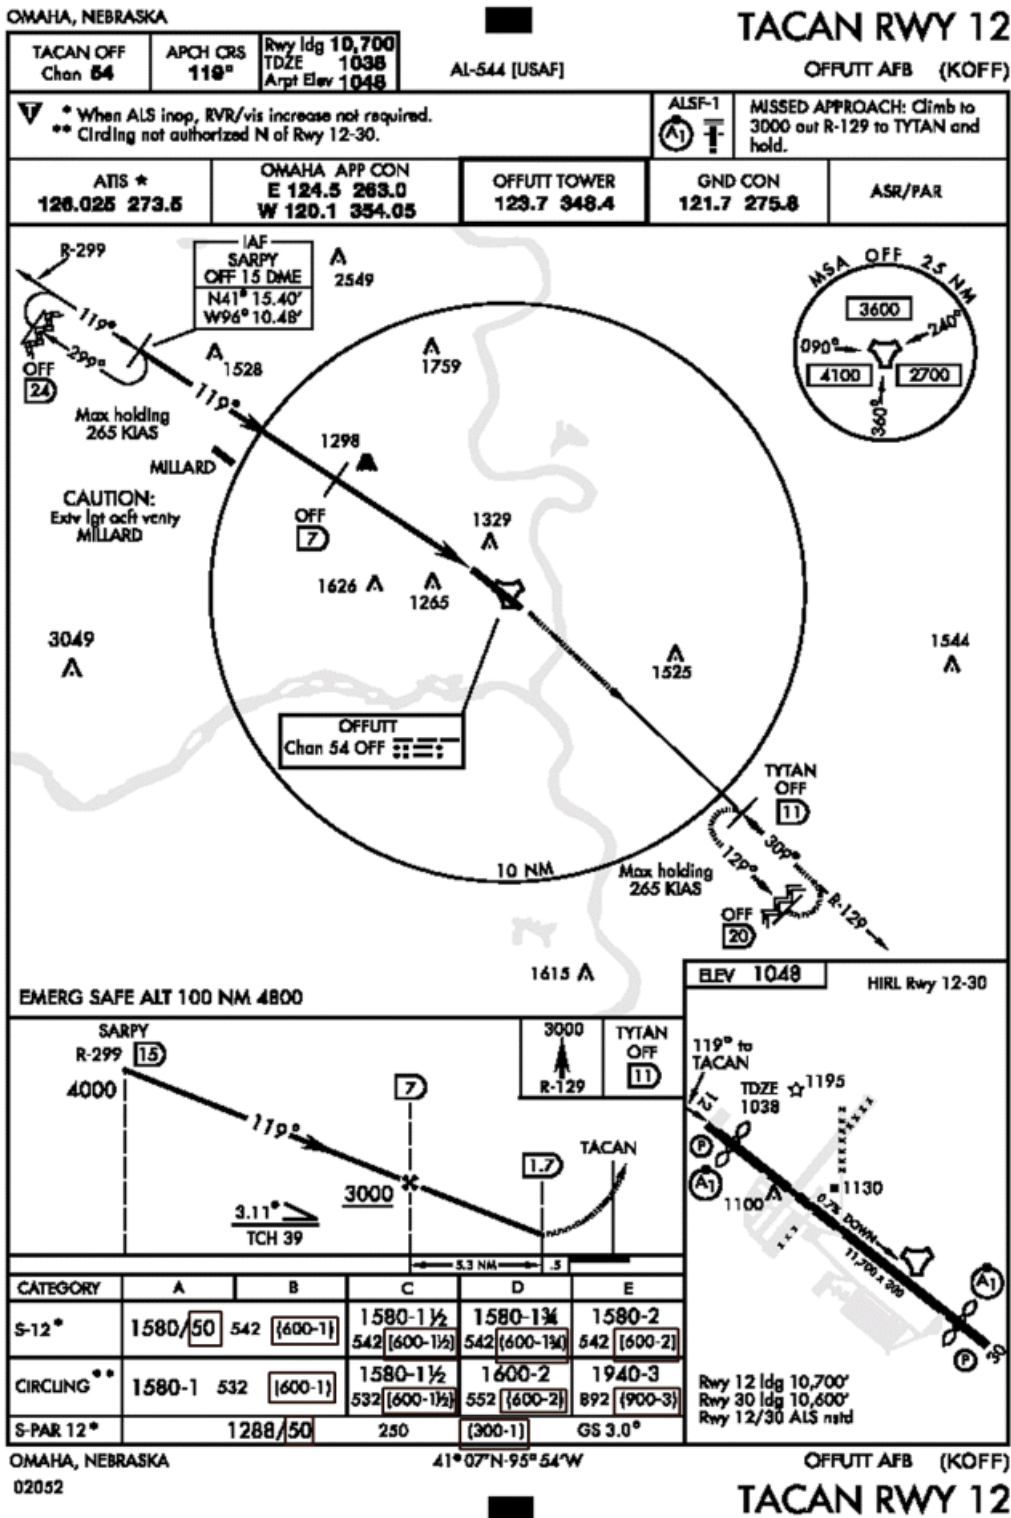 OMAHA, NEBRASKA
TACAN RWY 12
TACAN OFF
Chan 54
APCH CRS
119°
Rwy ldg 10,700
TDZE 1038
Arpt Elev 1048
AL-544 [USAF]
OFFUTT AFB (KOFF)
T
* When ALS inop, RVR/vis increase not required.
** Circling not authorized N of Rwy 12-30.
ALSF-1
A1
MISSED APPROACH: Climb to
3000 out R-129 to TYTAN and
hold.
ATIS ★
126.025 273.5
OMAHA APP CON
E 124.5 263.0
W 120.1 354.05
OFFUTT TOWER
123.7 348.4
GND CON
121.7 275.8
ASR/PAR
R-299
IAF
SARPY
OFF 15 DME
N41° 15.40'
W96° 10.48'
2549
MSA OFF 25 NM
3600
090°
240°
4100
2700
360°
119°
299°
OFF
24
1528
1759
119°
Max holding
265 KIAS
1298
MILLARD
CAUTION:
Extv lgt acft vcnty
MILLARD
OFF
7
1329
1626
1265
3049
1525
1544
OFFUTT
Chan 54 OFF
TYTAN
OFF
11
309°
129°
10 NM
Max holding
265 KIAS
R-129
OFF
20
1615
EMERG SAFE ALT 100 NM 4800
ELEV 1048
HIRL Rwy 12-30
SARPY
R-299 15
4000
119°
7
3000
3000
R-129
TYTAN
OFF
11
TACAN
1.7
3.11°
TCH 39
5.3 NM
.5
119° to
TACAN
12
TDZE
1038
1195
P
A1
1100
1130
0.7% DOWN
11,700 x 300
A1
P
30
Rwy 12 ldg 10,700'
Rwy 30 ldg 10,600'
Rwy 12/30 ALS nstd
CATEGORY A B C D E
S-12* 1580/50 542 (600-1) 1580-1½ 542 (600-1½) 1580-1¾ 542 (600-1¾) 1580-2 542 (600-2)
CIRCLING** 1580-1 532 (600-1) 1580-1½ 532 (600-1½) 1600-2 552 (600-2) 1940-3 892 (900-3)
S-PAR 12* 1288/50 250 (300-1) GS 3.0°
OMAHA, NEBRASKA
02052
41°07'N-95°54'W
OFFUTT AFB (KOFF)
TACAN RWY 12